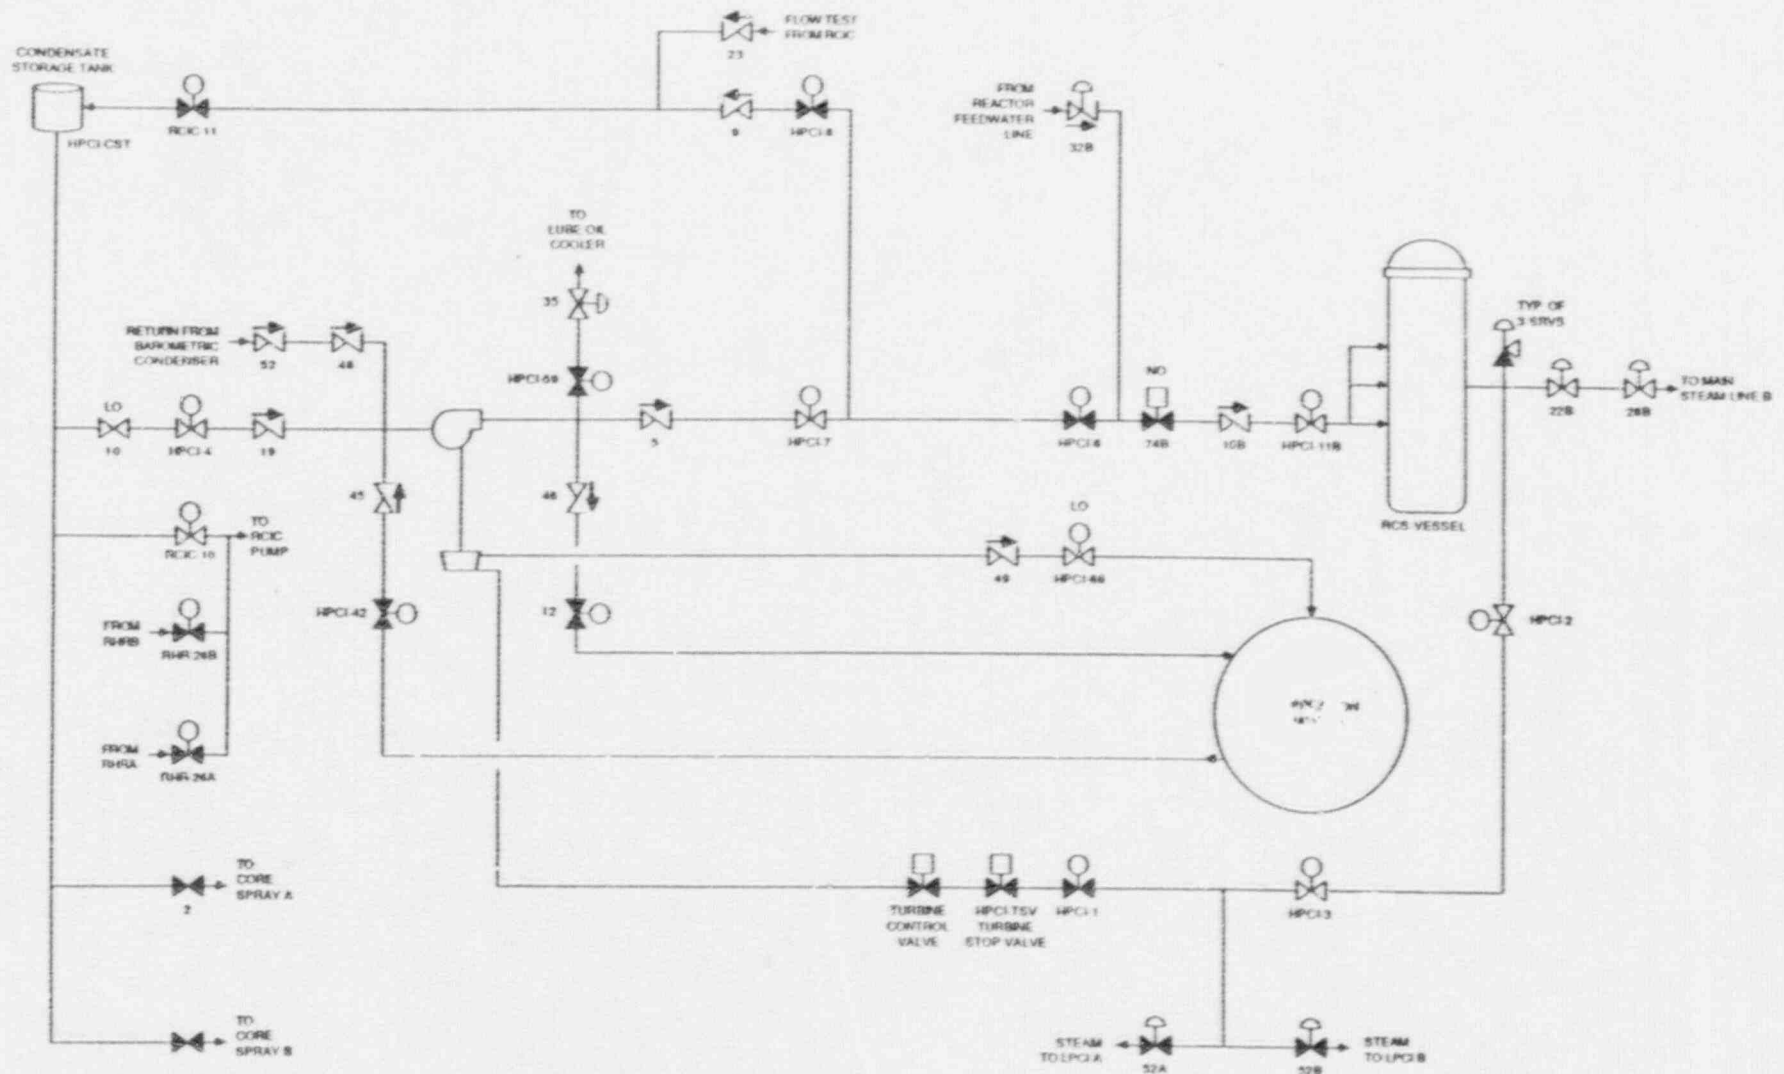 FLOW TEST
FROM RCIC
23
CONDENSATE
STORAGE TANK
HPCI-CST
RCIC-11
9
HPCI-8
FROM
REACTOR
FEEDWATER
LINE
32B
TO
LUBE OIL
COOLER
35
RETURN FROM
BAROMETRIC
CONDENSER
52
48
HPCI-59
LO
10
HPCI-4
19
5
HPCI-7
HPCI-6
NO
74B
10B
HPCI-11B
RCS VESSEL
TYP. OF
3 SRVS
22B
28B
TO MAIN
STEAM LINE B
45
46
RCIC-10
TO
RCIC
PUMP
49
LO
HPCI-66
FROM
RHRB
RHR-26B
HPCI-42
12
HPCI-2
FROM
RHRA
RHR-26A
2
TO
CORE
SPRAY A
TURBINE
CONTROL
VALVE
HPCI-TSV
TURBINE
STOP VALVE
HPCI-1
HPCI-3
TO
CORE
SPRAY B
STEAM
TO LPCI A
52A
52B
STEAM
TO LPCI B